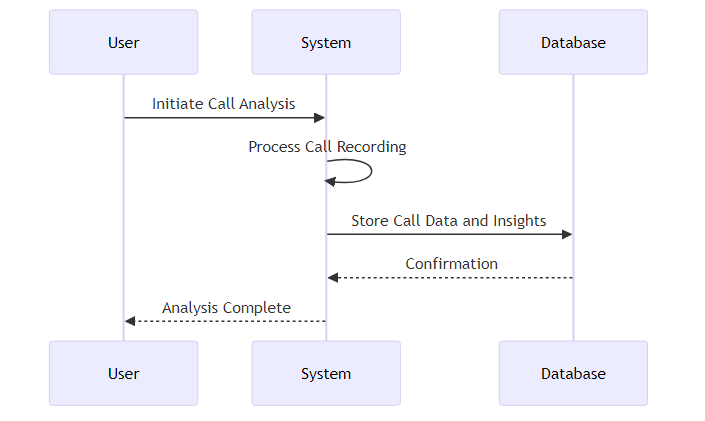 User
System
Database
Initiate Call Analysis
Process Call Recording
Store Call Data and Insights
Confirmation
Analysis Complete
User
System
Database